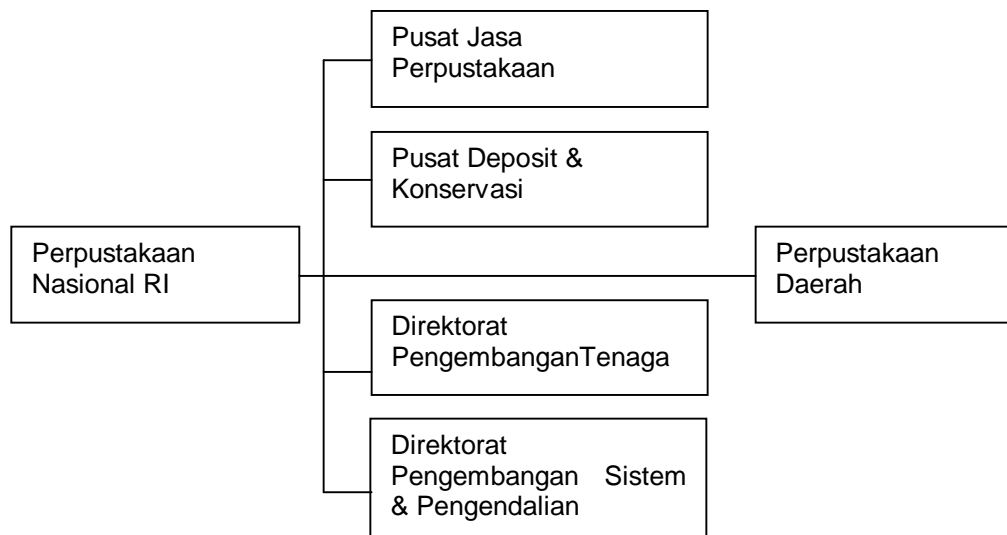 Pusat Jasa
Perpustakaan
Pusat Deposit &
Konservasi
Perpustakaan
Nasional RI
Perpustakaan
Daerah
Direktorat
PengembanganTenaga
Direktorat
Pengembangan Sistem
& Pengendalian